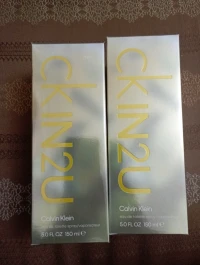 CKIN2U
Calvin Klein
5.0 FL OZ 150 ml ℮
CKIN2U
Calvin Klein
5.0 FL OZ 150 ml ℮